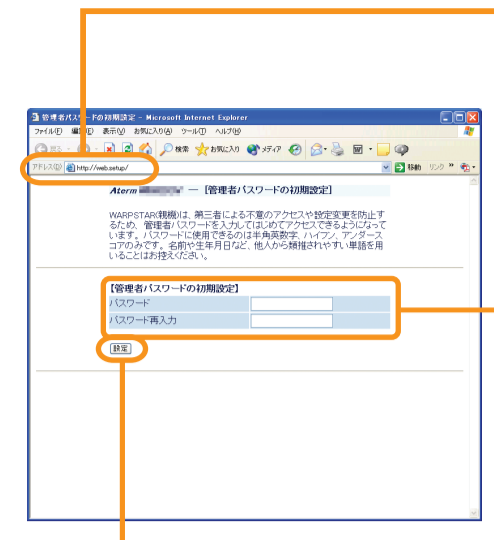 管理者パスワードの初期設定 - Microsoft Internet Explorer
ファイル(F) 編集(E) 表示(V) お気に入り(A) ツール(T) ヘルプ(H)
戻る 検索 お気に入り メディア
アドレス(D) http://web.setup/ 移動 リンク »
Aterm — [管理者パスワードの初期設定]
WARPSTAR(親機)は、第三者による不意のアクセスや設定変更を防止す
るため、管理者パスワードを入力してはじめてアクセスできるようになって
います。パスワードに使用できるのは半角英数字、ハイフン、アンダース
コアのみです。名前や生年月日など、他人から類推されやすい単語を用
いることはお控えください。
【管理者パスワードの初期設定】
パスワード
パスワード再入力
設定